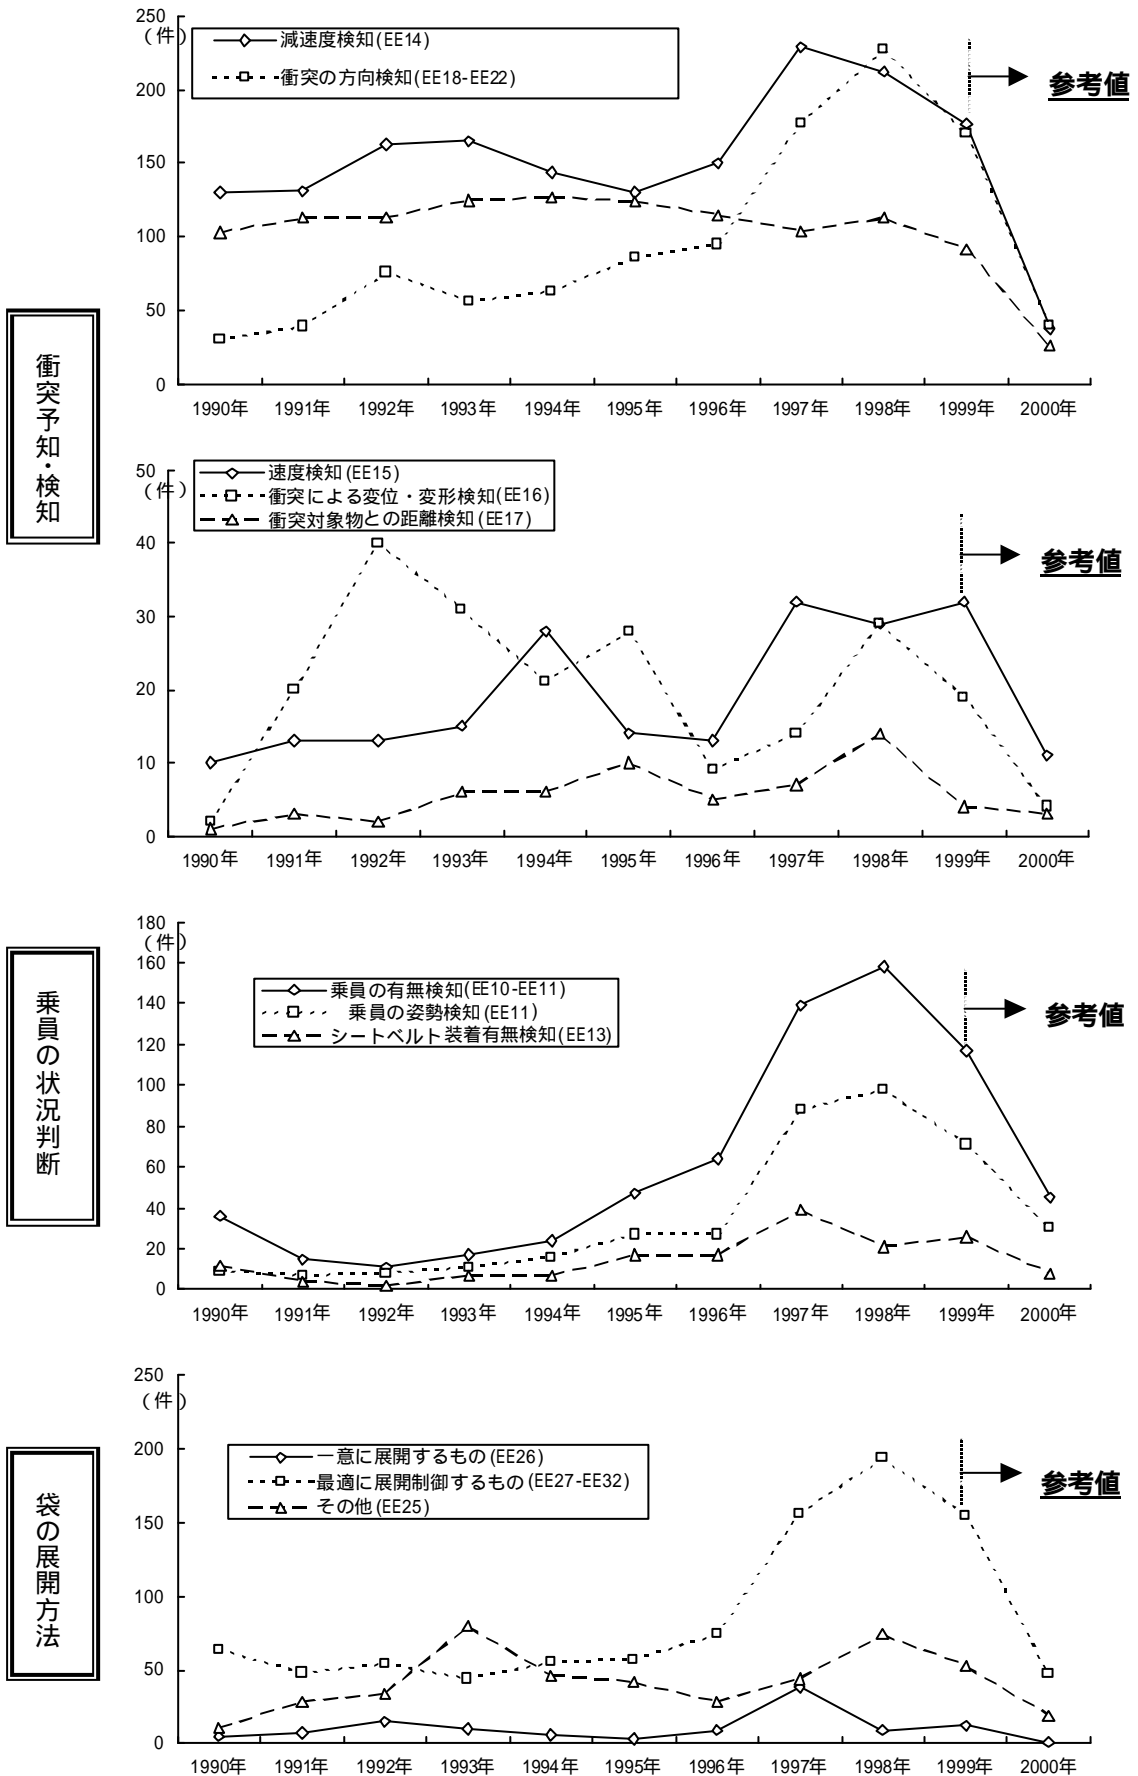 250
（件）
減速度検知(EE14)
衝突の方向検知(EE18-EE22)
参考値
200
150
100
50
0
1990年 1991年 1992年 1993年 1994年 1995年 1996年 1997年 1998年 1999年 2000年
衝突予知・検知
50
（件）
速度検知(EE15)
衝突による変位・変形検知(EE16)
衝突対象物との距離検知(EE17)
参考値
40
30
20
10
0
1990年 1991年 1992年 1993年 1994年 1995年 1996年 1997年 1998年 1999年 2000年
乗員の状況判断
180
（件）
160
乗員の有無検知(EE10-EE11)
乗員の姿勢検知(EE11)
シートベルト装着有無検知(EE13)
参考値
140
120
100
80
60
40
20
0
1990年 1991年 1992年 1993年 1994年 1995年 1996年 1997年 1998年 1999年 2000年
袋の展開方法
250
（件）
200
一意に展開するもの(EE26)
最適に展開制御するもの(EE27-EE32)
その他(EE25)
参考値
150
100
50
0
1990年 1991年 1992年 1993年 1994年 1995年 1996年 1997年 1998年 1999年 2000年